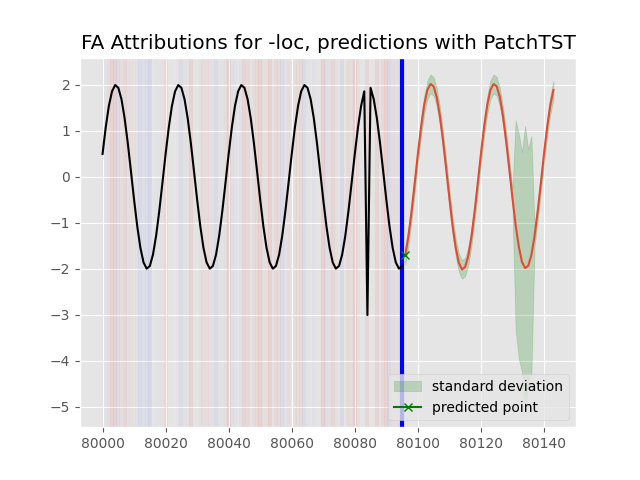 FA Attributions for -loc, predictions with PatchTST
2
1
0
−1
−2
−3
−4
−5
standard deviation
predicted point
80000 80020 80040 80060 80080 80100 80120 80140